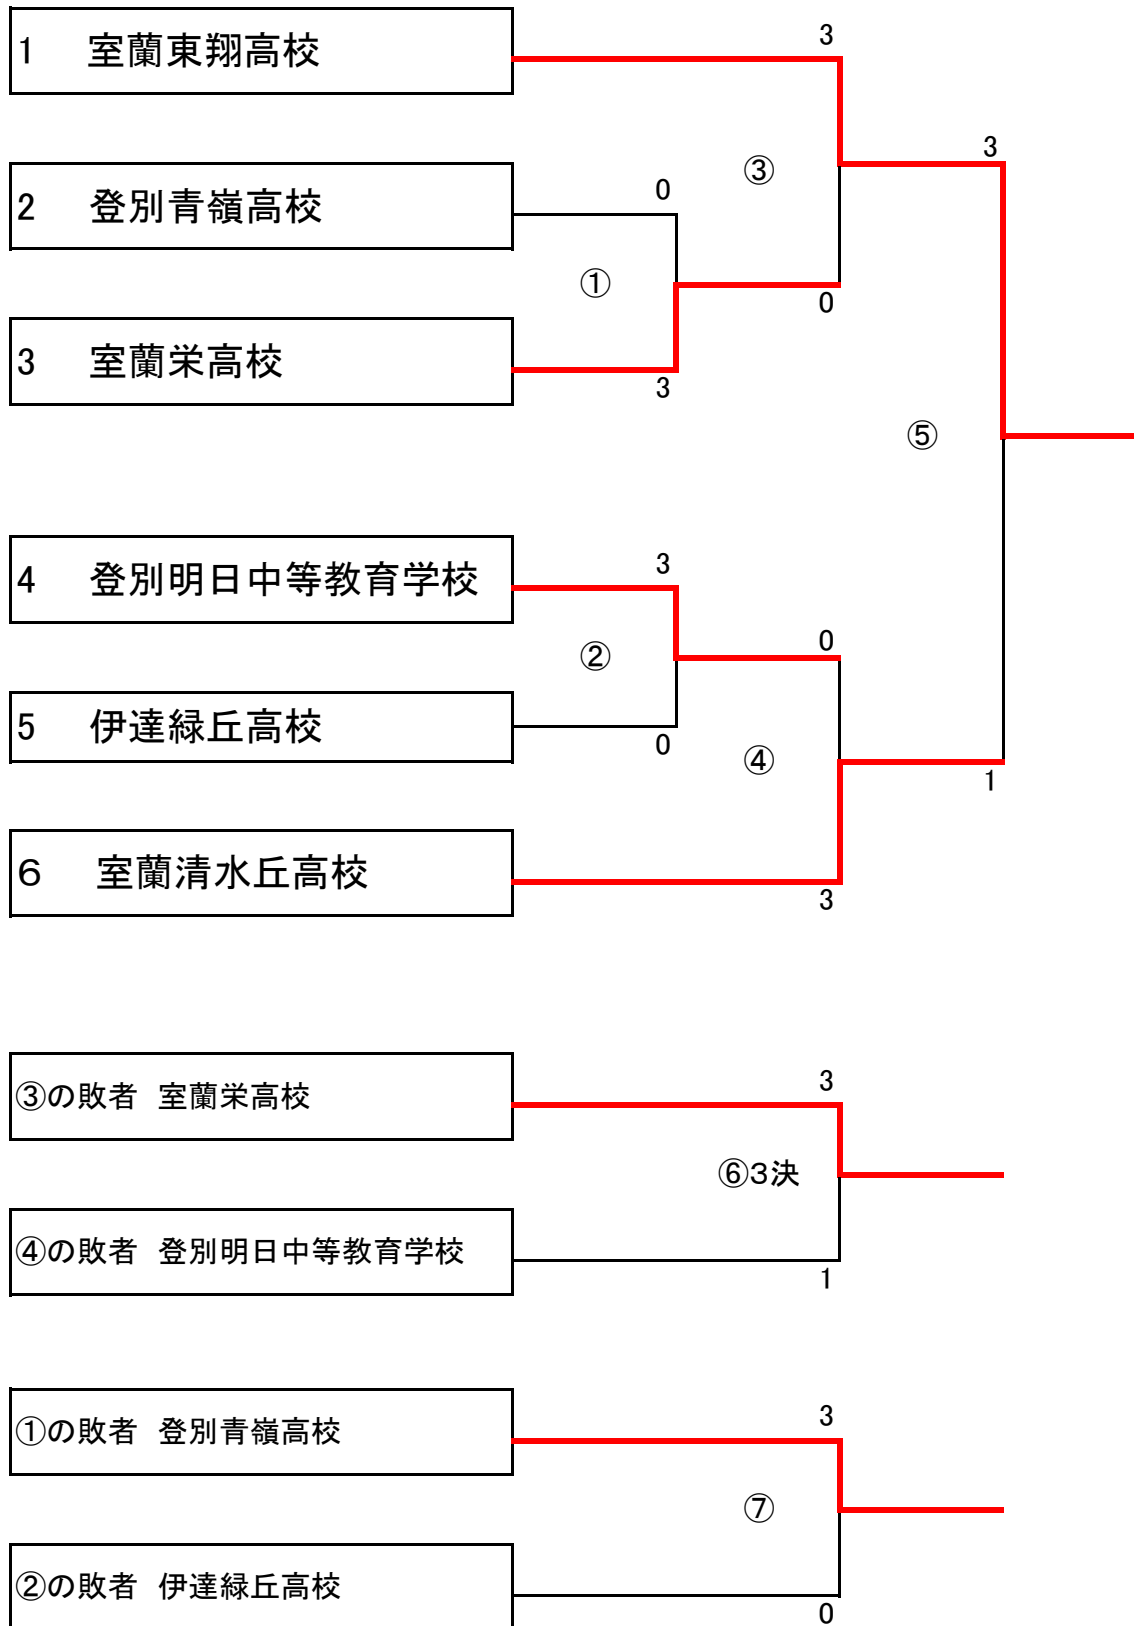 1 室蘭東翔高校
3
3
③
2 登別青嶺高校
0
①
0
3 室蘭栄高校
3
⑤
4 登別明日中等教育学校
3
0
②
5 伊達緑丘高校
0
④
1
6 室蘭清水丘高校
3
③の敗者 室蘭栄高校
3
⑥3決
④の敗者 登別明日中等教育学校
1
①の敗者 登別青嶺高校
3
⑦
②の敗者 伊達緑丘高校
0